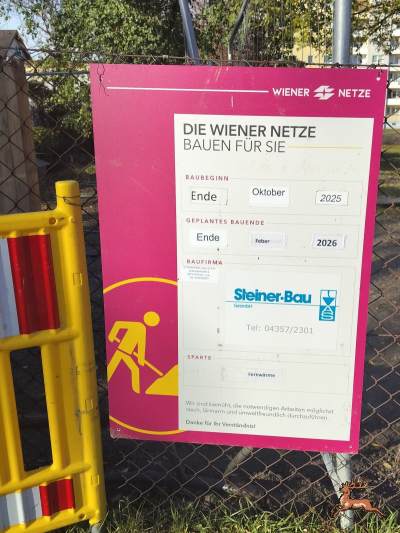 WIENER NETZE
DIE WIENER NETZE
BAUEN FÜR SIE
BAUBEGINN
Ende Oktober 2025
GEPLANTES BAUENDE
Ende Feber 2026
BAUFIRMA
Steiner-Bau
GesmbH
Tel: 04357/2301
SPARTE
Fernwärme
Wir sind bemüht, die notwendigen Arbeiten möglichst
rasch, lärmarm und umweltfreundlich durchzuführen.
Danke für Ihr Verständnis!